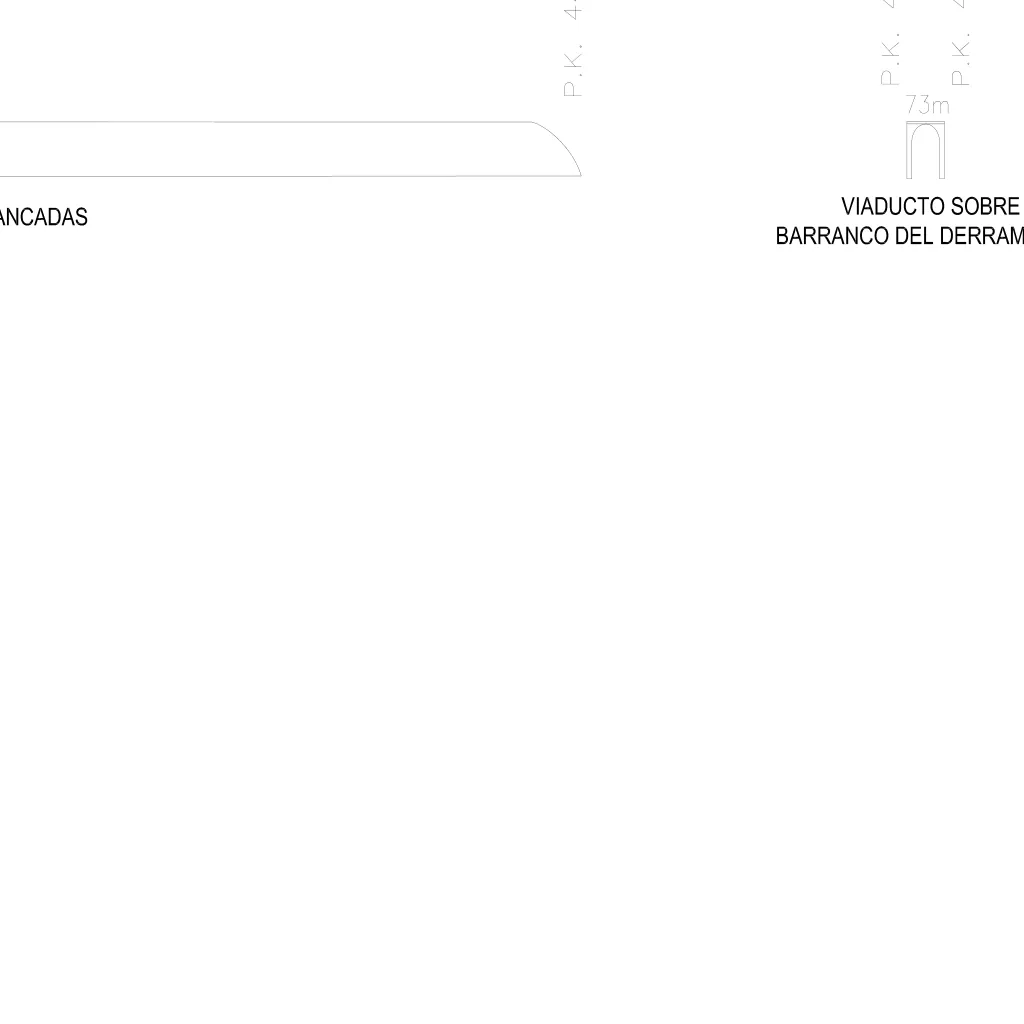 P.K.
P.K.
P.K.
73m
VIADUCTO SOBRE
BARRANCO DEL DERRAM
ANCADAS